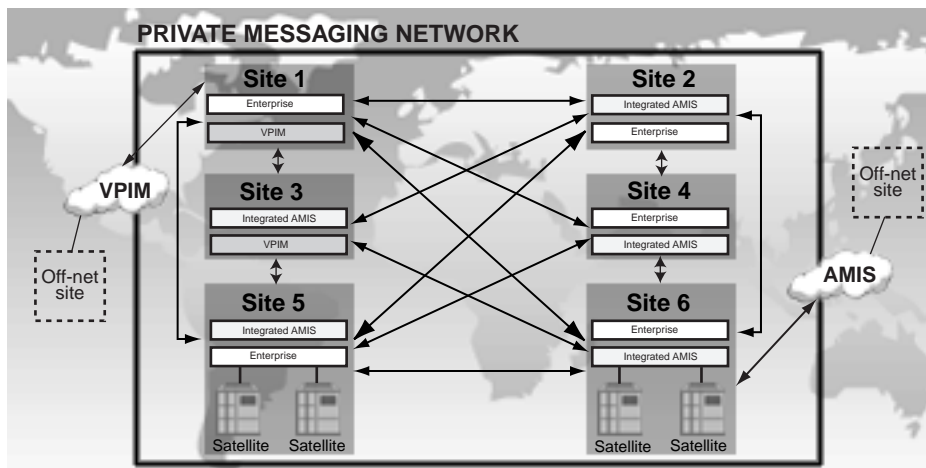 PRIVATE MESSAGING NETWORK
Site 1
Enterprise
VPIM
Site 2
Integrated AMIS
Enterprise
VPIM
Off-net
site
Site 3
Integrated AMIS
VPIM
Site 4
Enterprise
Integrated AMIS
Off-net
site
AMIS
Site 5
Integrated AMIS
Enterprise
Satellite
Satellite
Site 6
Enterprise
Integrated AMIS
Satellite
Satellite